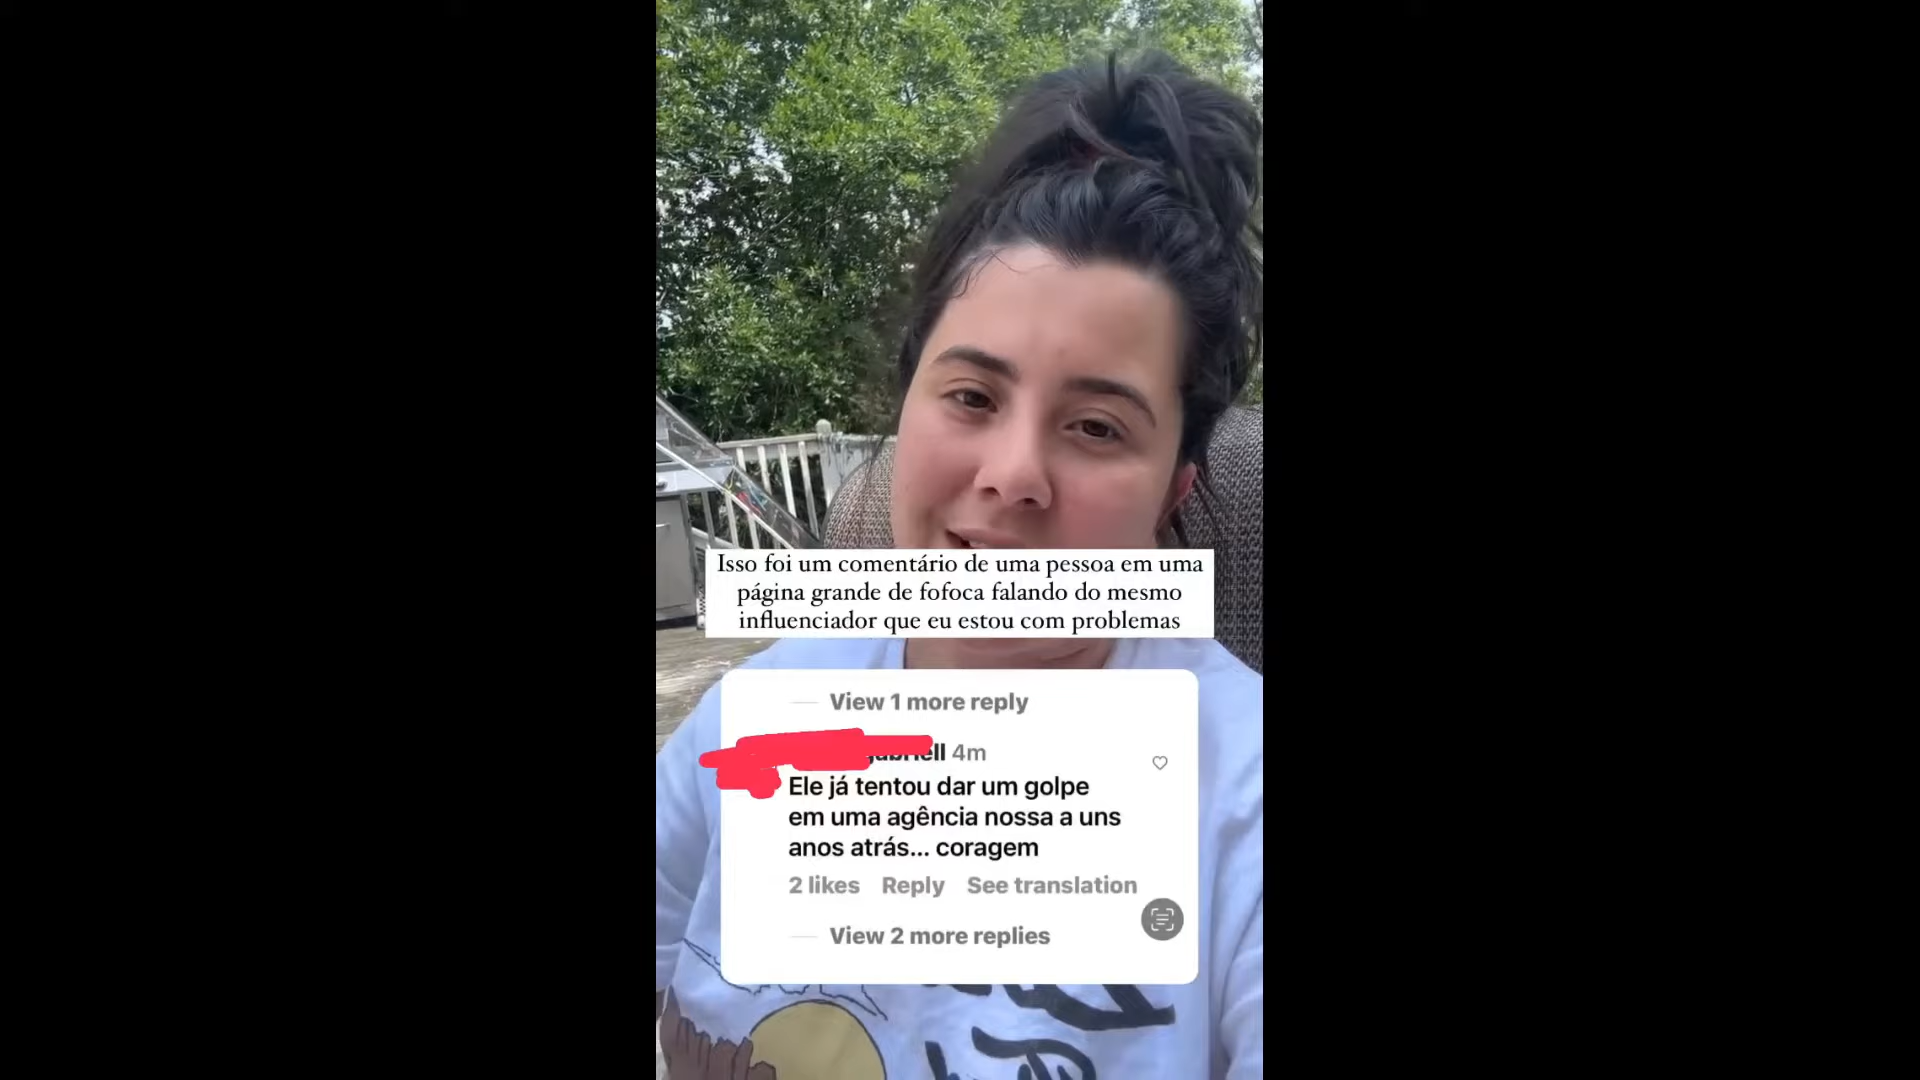 Isso foi um comentário de uma pessoa em uma
página grande de fofoca falando do mesmo
influenciador que eu estou com problemas
View 1 more reply
4m
Ele já tentou dar um golpe
em uma agência nossa a uns
anos atrás... coragem
2 likes Reply See translation
View 2 more replies